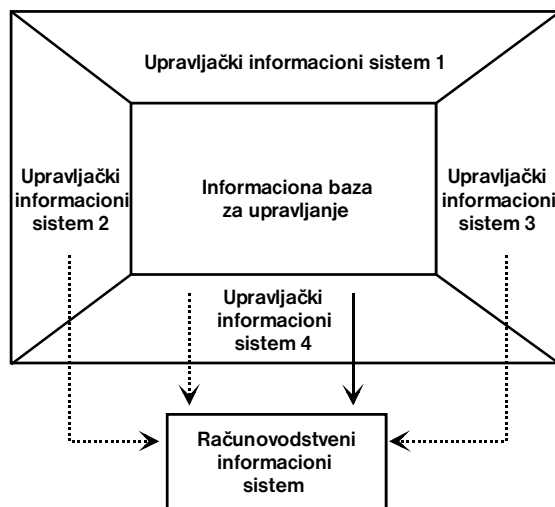 Upravljački informacioni sistem 1
Upravljački
informacioni
sistem 2
Informaciona baza
za upravljanje
Upravljački
informacioni
sistem 3
Upravljački
informacioni
sistem 4
Računovodstveni
informacioni
sistem